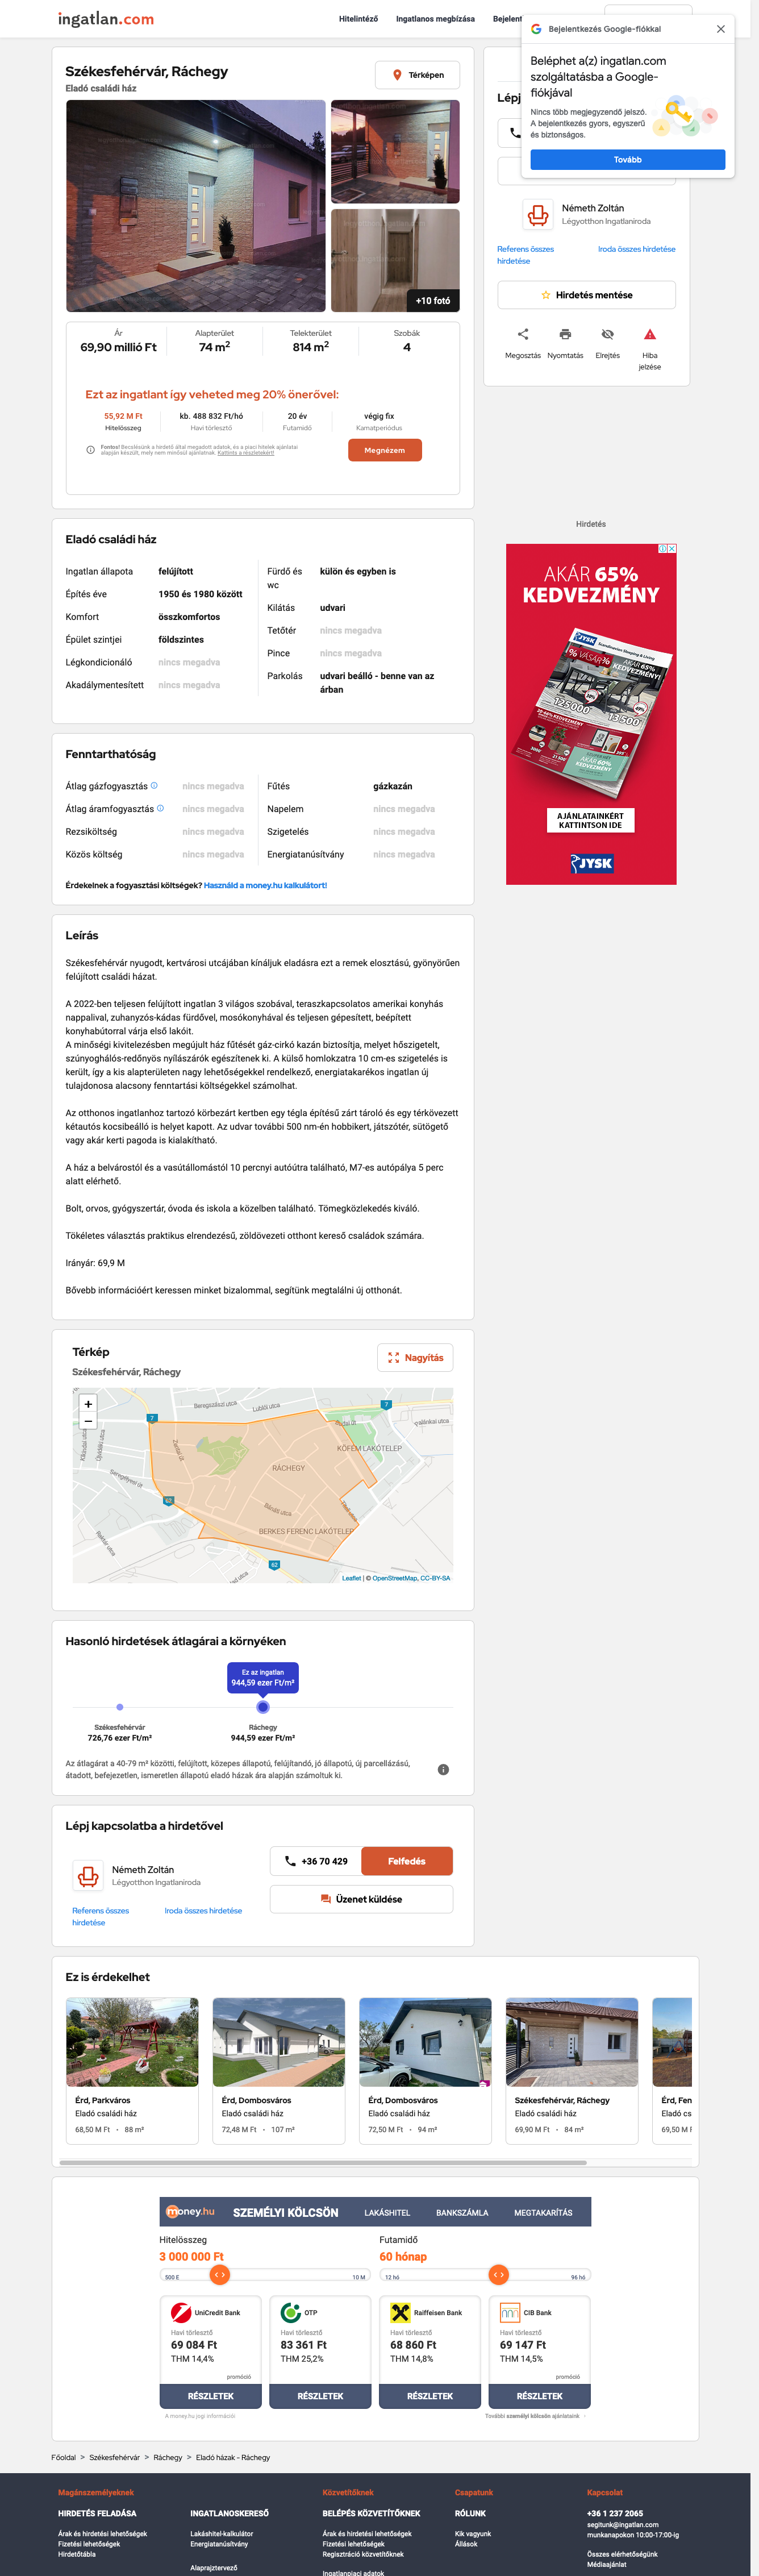 ingatlan.com
Hitelintéző Ingatlanos megbízása
Bejelentkezés Google-fiókkal
Beléphet a(z) ingatlan.com
szolgáltatásba a Google-
fiókjával
Nincs több megjegyzendő jelszó.
A bejelentkezés gyors, egyszerű
és biztonságos.
Tovább
Székesfehérvár, Ráchegy
Eladó családi ház
Térképen
+10 fotó
Ár
69,90 millió Ft
Alapterület
74 m²
Telekterület
814 m²
Szobák
4
Ezt az ingatlant így veheted meg 20% önerővel:
55,92 M Ft
Hitelösszeg
kb. 488 832 Ft/hó
Havi törlesztő
20 év
Futamidő
végig fix
Kamatperiódus
Fontos! Becslésünk a hirdető által megadott adatok, és a piaci hitelek ajánlatai
alapján készült, mely nem minősül ajánlatnak. Kattints a részletekért!
Megnézem
Németh Zoltán
Légyotthon Ingatlaniroda
Referens összes
hirdetése
Iroda összes hirdetése
Hirdetés mentése
Megosztás
Nyomtatás
Elrejtés
Hiba
jelzése
Hirdetés
AKÁR 65%
KEDVEZMÉNY
AJÁNLATAINKÉRT
KATTINTSON IDE
JYSK
Eladó családi ház
Ingatlan állapota felújított
Építés éve 1950 és 1980 között
Komfort összkomfortos
Épület szintjei földszintes
Légkondicionáló nincs megadva
Akadálymentesített nincs megadva
Fürdő és
wc
külön és egyben is
Kilátás udvari
Tetőtér nincs megadva
Pince nincs megadva
Parkolás udvari beálló - benne van az
árban
Fenntarthatóság
Átlag gázfogyasztás nincs megadva
Átlag áramfogyasztás nincs megadva
Rezsiköltség nincs megadva
Közös költség nincs megadva
Fűtés gázkazán
Napelem nincs megadva
Szigetelés nincs megadva
Energiatanúsítvány nincs megadva
Érdekelnek a fogyasztási költségek? Használd a money.hu kalkulátort!
Leírás
Székesfehérvár nyugodt, kertvárosi utcájában kínáljuk eladásra ezt a remek elosztású, gyönyörűen
felújított családi házat.
A 2022-ben teljesen felújított ingatlan 3 világos szobával, teraszkapcsolatos amerikai konyhás
nappalival, zuhanyzós-kádas fürdővel, mosókonyhával és teljesen gépesített, beépített
konyhabútorral várja első lakóit.
A minőségi kivitelezésben megújult ház fűtését gáz-cirkó kazán biztosítja, melyet hőszigetelt,
szúnyoghálós-redőnyös nyílászárók egészítenek ki. A külső homlokzatra 10 cm-es szigetelés is
került, így a kis alapterületen nagy lehetőségekkel rendelkező, energiatakarékos ingatlan új
tulajdonosa alacsony fenntartási költségekkel számolhat.
Az otthonos ingatlanhoz tartozó körbezárt kertben egy tégla építésű zárt tároló és egy térkövezett
kétautós kocsibeálló is helyet kapott. Az udvar további 500 nm-én hobbikert, játszótér, sütögető
vagy akár kerti pagoda is kialakítható.
A ház a belvárostól és a vasútállomástól 10 percnyi autóútra található, M7-es autópálya 5 perc
alatt elérhető.
Bolt, orvos, gyógyszertár, óvoda és iskola a közelben található. Tömegközlekedés kiváló.
Tökéletes választás praktikus elrendezésű, zöldövezeti otthont kereső családok számára.
Irányár: 69,9 M
Bővebb információért keressen minket bizalommal, segítünk megtalálni új otthonát.
Térkép
Székesfehérvár, Ráchegy
Nagyítás
+
−
Beregszászi utca
Lublói utca
7
7
Budai út
Palánkai utca
KÖFÉM LAKÓTELEP
RÁCHEGY
Seregélyesi út
62
Bánáti utca
BERKES FERENC LAKÓTELEP
62
Leaflet | © OpenStreetMap, CC-BY-SA
Hasonló hirdetések átlagárai a környéken
Ez az ingatlan
944,59 ezer Ft/m²
Székesfehérvár
726,76 ezer Ft/m²
Ráchegy
944,59 ezer Ft/m²
Az átlagárat a 40-79 m² közötti, felújított, közepes állapotú, felújítandó, jó állapotú, új parcellázású,
átadott, befejezetlen, ismeretlen állapotú eladó házak ára alapján számoltuk ki.
Lépj kapcsolatba a hirdetővel
Németh Zoltán
Légyotthon Ingatlaniroda
Referens összes
hirdetése
Iroda összes hirdetése
+36 70 429
Felfedés
Üzenet küldése
Ez is érdekelhet
Érd, Parkváros
Eladó családi ház
68,50 M Ft • 88 m²
Érd, Dombosváros
Eladó családi ház
72,48 M Ft • 107 m²
Érd, Dombosváros
Eladó családi ház
72,50 M Ft • 94 m²
Székesfehérvár, Ráchegy
Eladó családi ház
69,90 M Ft • 84 m²
money.hu
SZEMÉLYI KÖLCSÖN
LAKÁSHITEL
BANKSZÁMLA
MEGTAKARÍTÁS
Hitelösszeg
3 000 000 Ft
500 E
10 M
Futamidő
60 hónap
12 hó
96 hó
UniCredit Bank
Havi törlesztő
69 084 Ft
THM 14,4%
promóció
RÉSZLETEK
OTP
Havi törlesztő
83 361 Ft
THM 25,2%
RÉSZLETEK
Raiffeisen Bank
Havi törlesztő
68 860 Ft
THM 14,8%
RÉSZLETEK
CIB Bank
Havi törlesztő
69 147 Ft
THM 14,5%
promóció
RÉSZLETEK
A money.hu jogi információi
További személyi kölcsön ajánlataink
Főoldal > Székesfehérvár > Ráchegy > Eladó házak - Ráchegy
Magánszemélyeknek
HIRDETÉS FELADÁSA
Árak és hirdetési lehetőségek
Fizetési lehetőségek
Hirdetőtábla
INGATLANOSKERESŐ
Lakáshitel-kalkulátor
Energiatanúsítvány
Alaprajztervező
Közvetítőknek
BELÉPÉS KÖZVETÍTŐKNEK
Árak és hirdetési lehetőségek
Fizetési lehetőségek
Regisztráció közvetítőknek
Ingatlanpiaci adatok
Csapatunk
RÓLUNK
Kik vagyunk
Állások
Kapcsolat
+36 1 237 2065
segitunk@ingatlan.com
munkanapokon 10:00-17:00-ig
Összes elérhetőségünk
Médiaajánlat